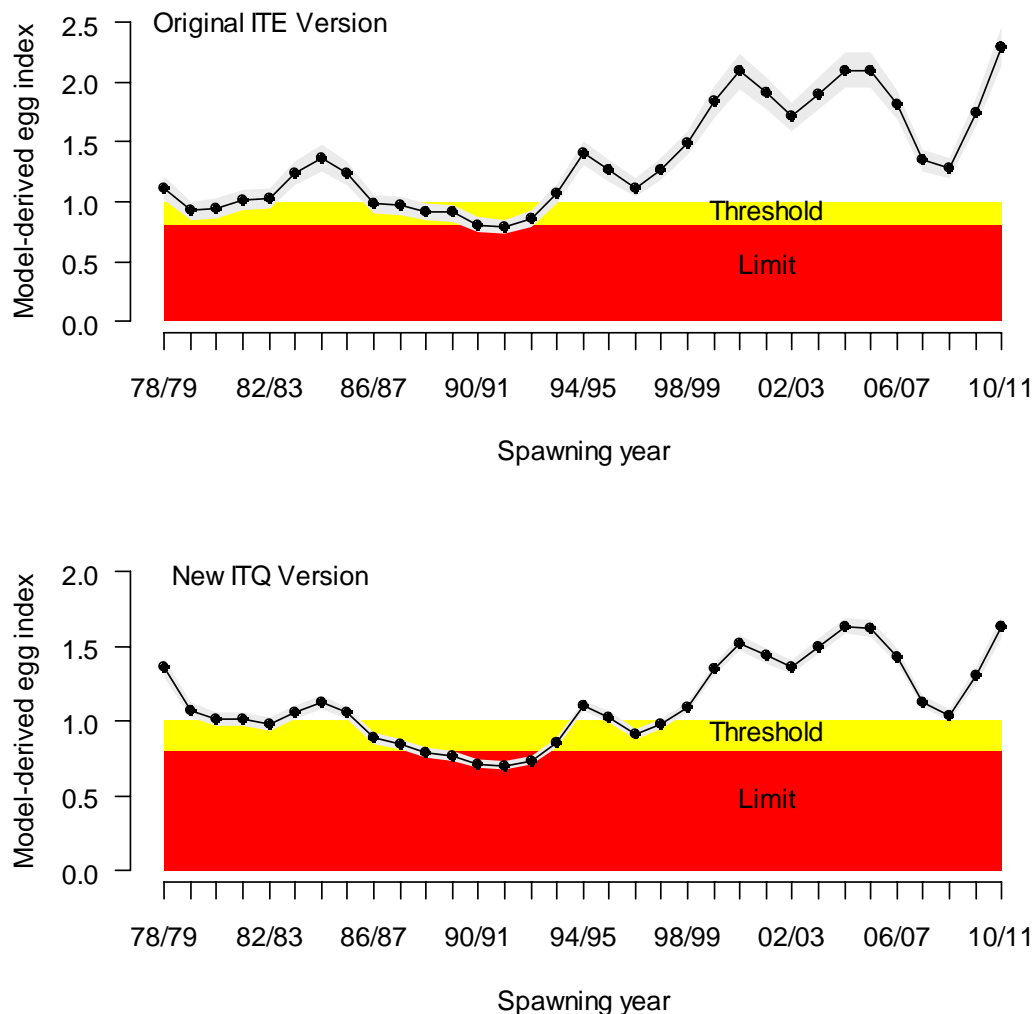 Original ITE Version
Model-derived egg index
2.5
2.0
1.5
1.0
0.5
0.0
Threshold
Limit
78/79 82/83 86/87 90/91 94/95 98/99 02/03 06/07 10/11
Spawning year
New ITQ Version
Model-derived egg index
2.0
1.5
1.0
0.5
0.0
Threshold
Limit
78/79 82/83 86/87 90/91 94/95 98/99 02/03 06/07 10/11
Spawning year